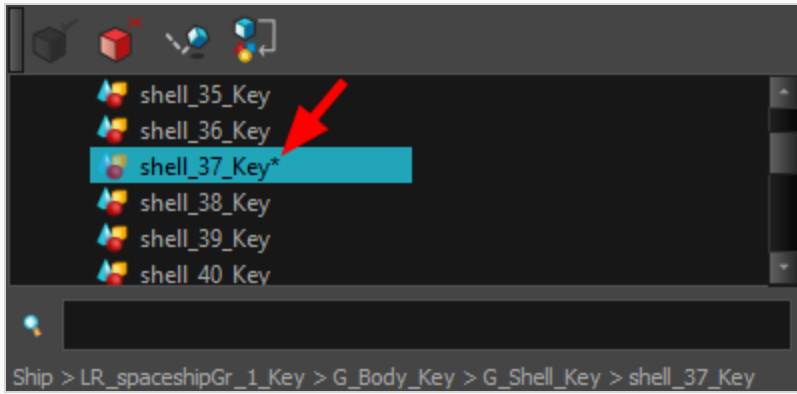 shell_35_Key
shell_36_Key
shell_37_Key*
shell_38_Key
shell_39_Key
shell_40_Key
Ship > LR_spaceshipGr_1_Key > G_Body_Key > G_Shell_Key > shell_37_Key